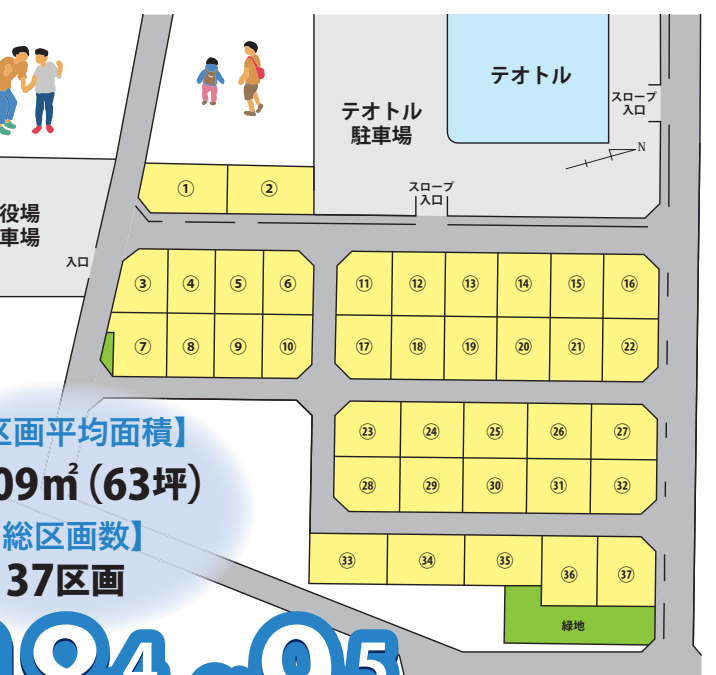 テオトル
スロープ
入口
テオトル
駐車場
N
① ②
スロープ
入口
役場
車場
入口
③ ④ ⑤ ⑥ ⑪ ⑫ ⑬ ⑭ ⑮ ⑯
⑦ ⑧ ⑨ ⑩ ⑰ ⑱ ⑲ ⑳ ㉑ ㉒
㉓ ㉔ ㉕ ㉖ ㉗
㉘ ㉙ ㉚ ㉛ ㉜
㉝ ㉞ ㉟ ㊱ ㊲
緑地
区画平均面積】
09㎡（63坪）
総区画数】
37区画